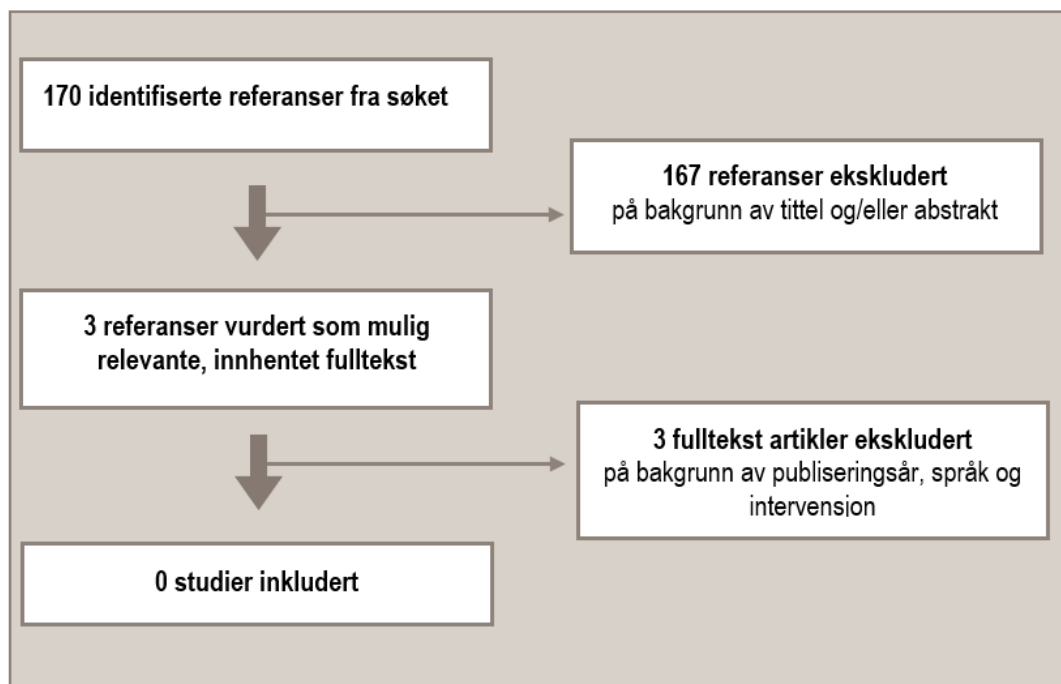 170 identifiserte referanser fra søket
167 referanser ekskludert
på bakgrunn av tittel og/eller abstrakt
3 referanser vurdert som mulig
relevante, innhentet fulltekst
3 fulltekst artikler ekskludert
på bakgrunn av publiseringsår, språk og
intervensjon
0 studier inkludert